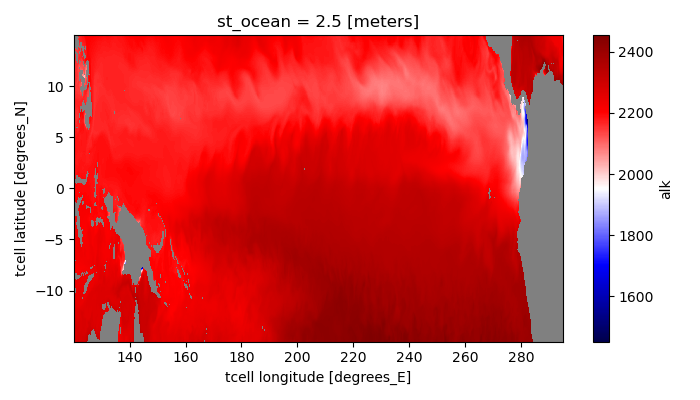 st_ocean = 2.5 [meters]
tcell latitude [degrees_N]
10
5
0
−5
−10
140 160 180 200 220 240 260 280
tcell longitude [degrees_E]
2400
2200
2000
1800
1600
alk